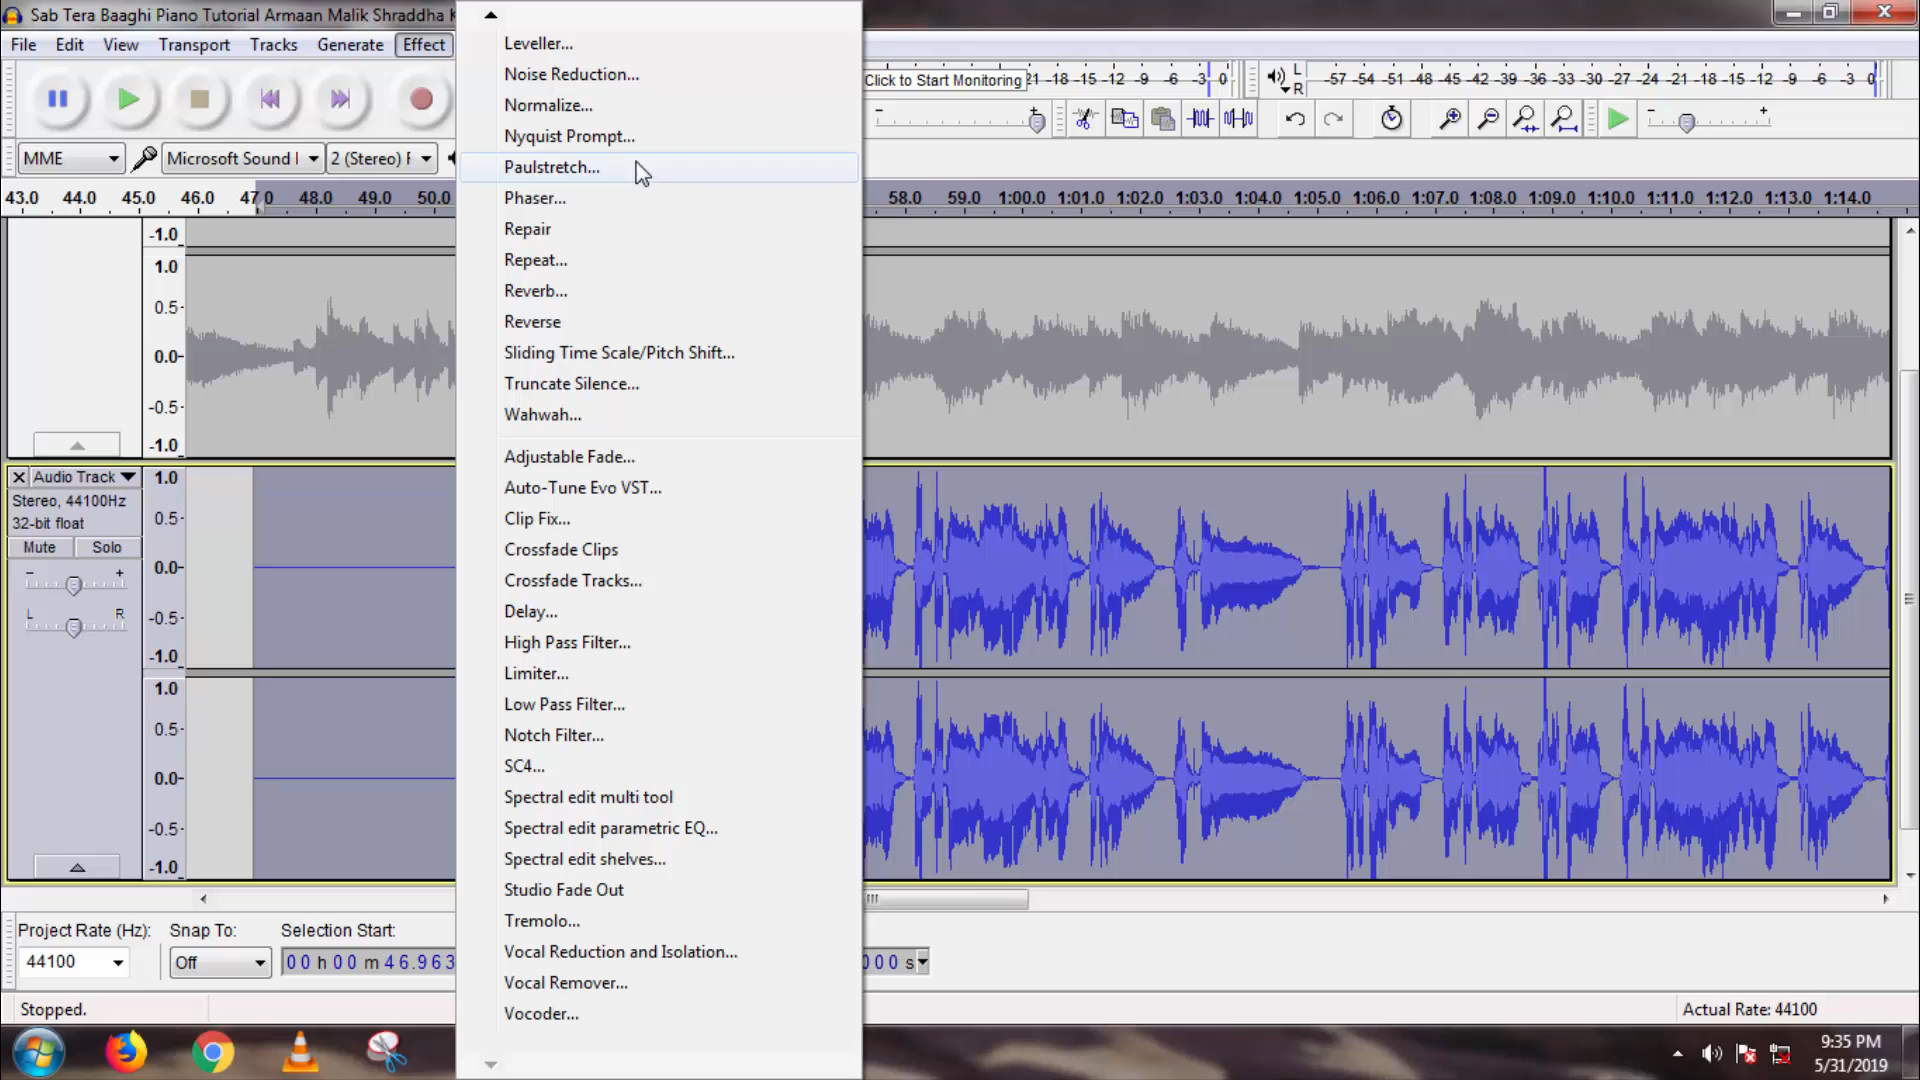 Sab Tera Baaghi Piano Tutorial Armaan Malik Shraddha
File Edit View Transport Tracks Generate Effect
Click to Start Monitoring 21 -18 -15 -12 -9 -6 -3 0
L R -57 -54 -51 -48 -45 -42 -39 -36 -33 -30 -27 -24 -21 -18 -15 -12 -9 -6 -3 0
MME Microsoft Sound 2 (Stereo)
43.0 44.0 45.0 46.0 47.0 48.0 49.0 50.0 58.0 59.0 1:00.0 1:01.0 1:02.0 1:03.0 1:04.0 1:05.0 1:06.0 1:07.0 1:08.0 1:09.0 1:10.0 1:11.0 1:12.0 1:13.0 1:14.0
Leveller...
Noise Reduction...
Normalize...
Nyquist Prompt...
Paulstretch...
Phaser...
Repair
Repeat...
Reverb...
Reverse
Sliding Time Scale/Pitch Shift...
Truncate Silence...
Wahwah...
Adjustable Fade...
Auto-Tune Evo VST...
Clip Fix...
Crossfade Clips
Crossfade Tracks...
Delay...
High Pass Filter...
Limiter...
Low Pass Filter...
Notch Filter...
SC4...
Spectral edit multi tool
Spectral edit parametric EQ...
Spectral edit shelves...
Studio Fade Out
Tremolo...
Vocal Reduction and Isolation...
Vocal Remover...
Vocoder...
-1.0
1.0
0.5
0.0
-0.5
-1.0
Audio Track
Stereo, 44100Hz
32-bit float
Mute Solo
- +
L R
1.0
0.5
0.0
-0.5
-1.0
1.0
0.5
0.0
-0.5
-1.0
Project Rate (Hz): Snap To: Selection Start:
44100 Off 00 h 00 m 46.963 000 s
Stopped. Actual Rate: 44100
9:35 PM
5/31/2019